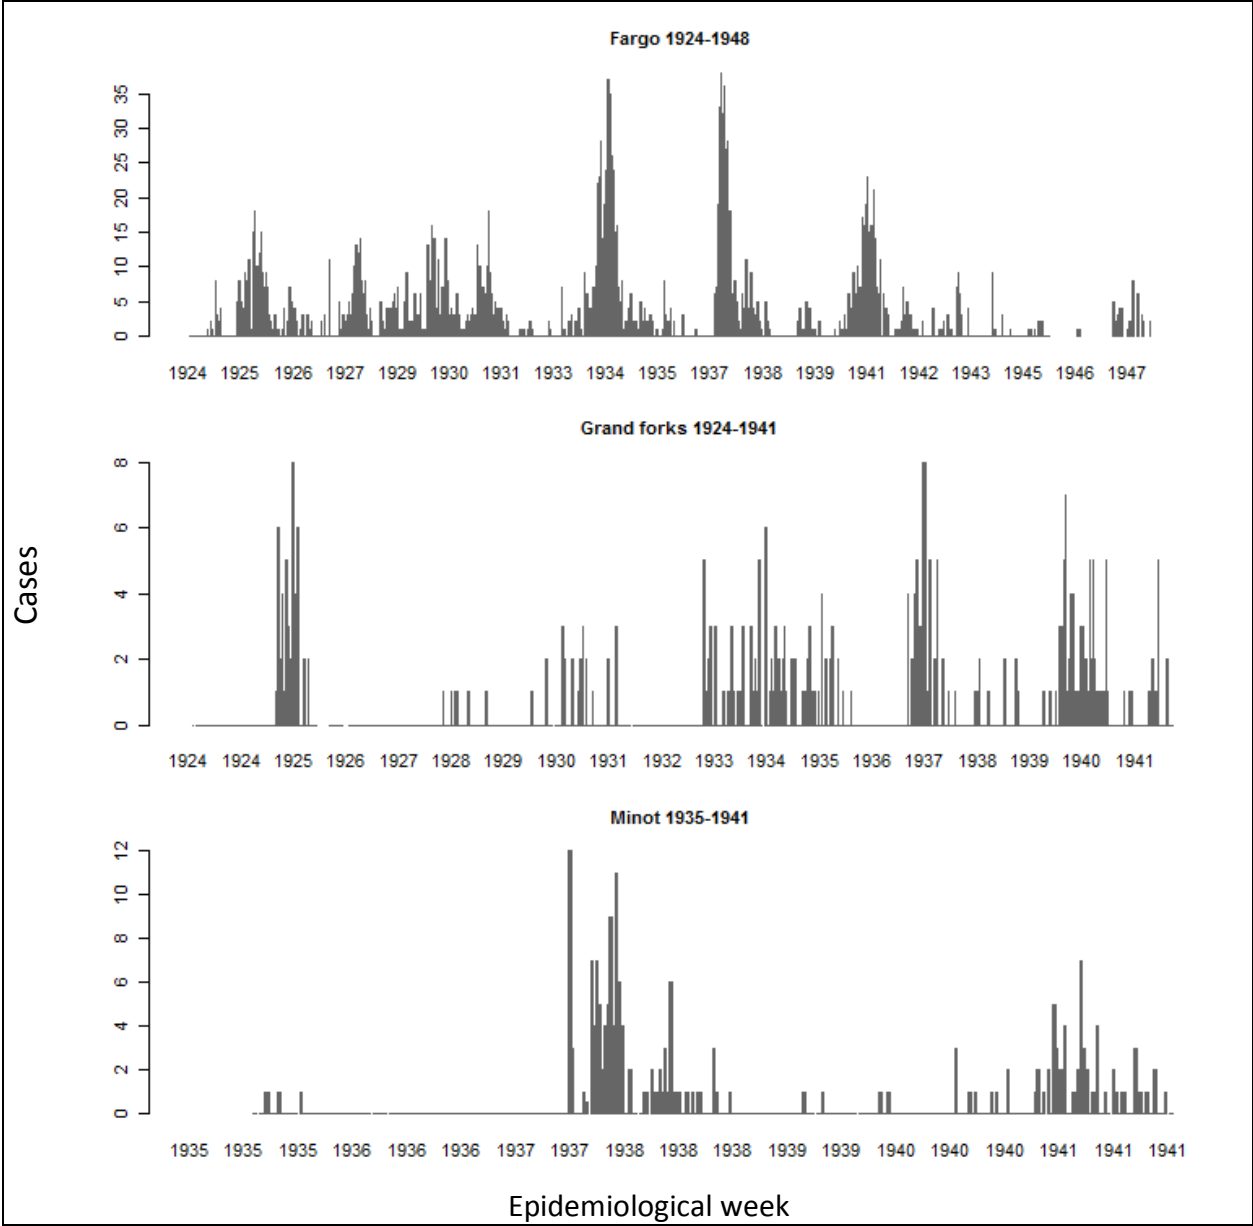 Fargo 1924-1948
35
30
25
20
15
10
5
0
1924 1925 1926 1927 1929 1930 1931 1933 1934 1935 1937 1938 1939 1941 1942 1943 1945 1946 1947
Grand forks 1924-1941
8
6
4
2
0
1924 1924 1925 1926 1927 1928 1929 1930 1931 1932 1933 1934 1935 1936 1937 1938 1939 1940 1941
Cases
Minot 1935-1941
12
10
8
6
4
2
0
1935 1935 1935 1936 1936 1936 1937 1937 1938 1938 1938 1939 1939 1940 1940 1940 1941 1941 1941
Epidemiological week